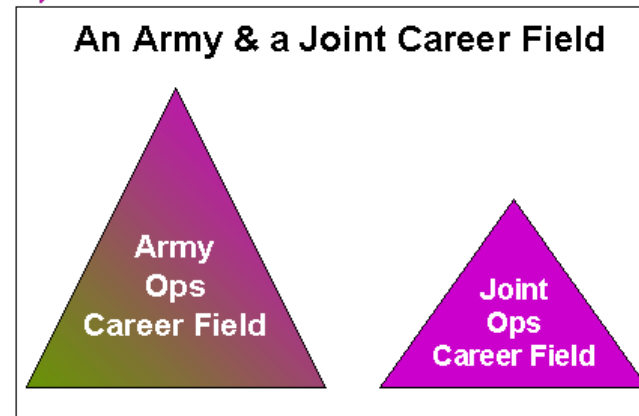 An Army & a Joint Career Field
Army
Ops
Career Field
Joint
Ops
Career Field